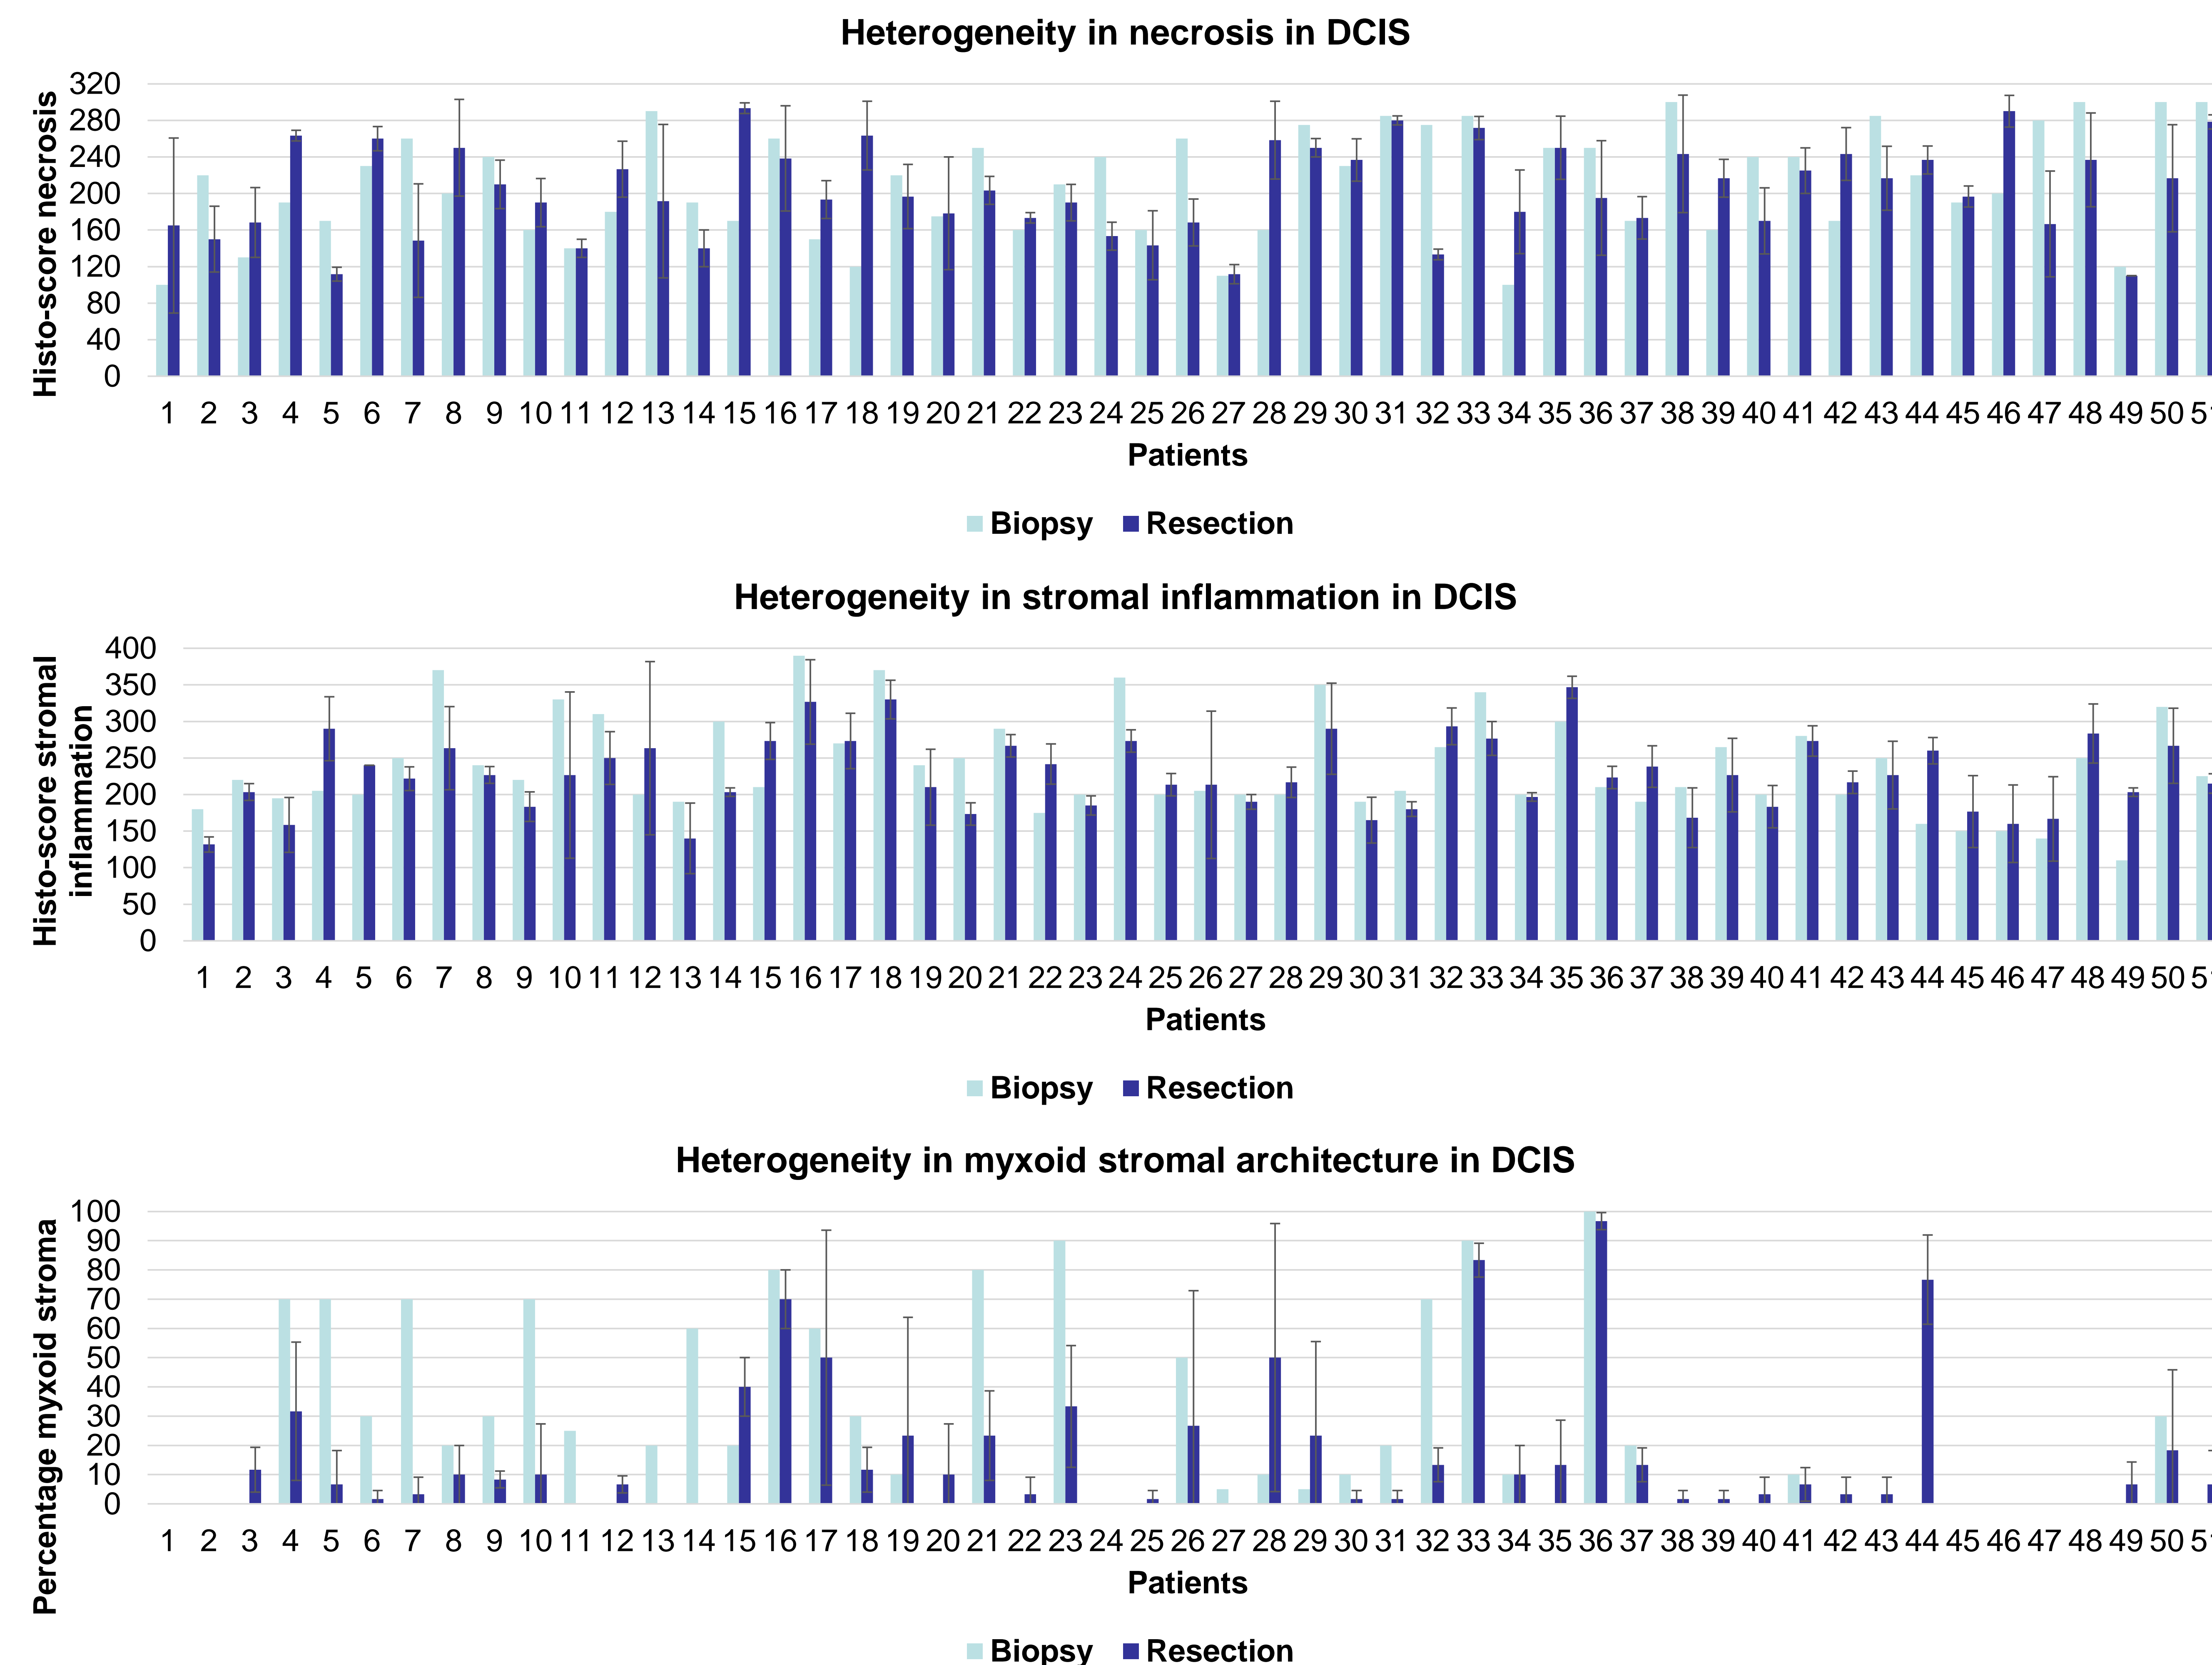 Heterogeneity in necrosis in DCIS
Histo-score necrosis
320
280
240
200
160
120
80
40
0
1 2 3 4 5 6 7 8 9 10 11 12 13 14 15 16 17 18 19 20 21 22 23 24 25 26 27 28 29 30 31 32 33 34 35 36 37 38 39 40 41 42 43 44 45 46 47 48 49 50
Patients
Biopsy Resection
Heterogeneity in stromal inflammation in DCIS
Histo-score stromal
inflammation
400
350
300
250
200
150
100
50
0
1 2 3 4 5 6 7 8 9 10 11 12 13 14 15 16 17 18 19 20 21 22 23 24 25 26 27 28 29 30 31 32 33 34 35 36 37 38 39 40 41 42 43 44 45 46 47 48 49 50
Patients
Biopsy Resection
Heterogeneity in myxoid stromal architecture in DCIS
Percentage myxoid stroma
100
90
80
70
60
50
40
30
20
10
0
1 2 3 4 5 6 7 8 9 10 11 12 13 14 15 16 17 18 19 20 21 22 23 24 25 26 27 28 29 30 31 32 33 34 35 36 37 38 39 40 41 42 43 44 45 46 47 48 49 50
Patients
Biopsy Resection